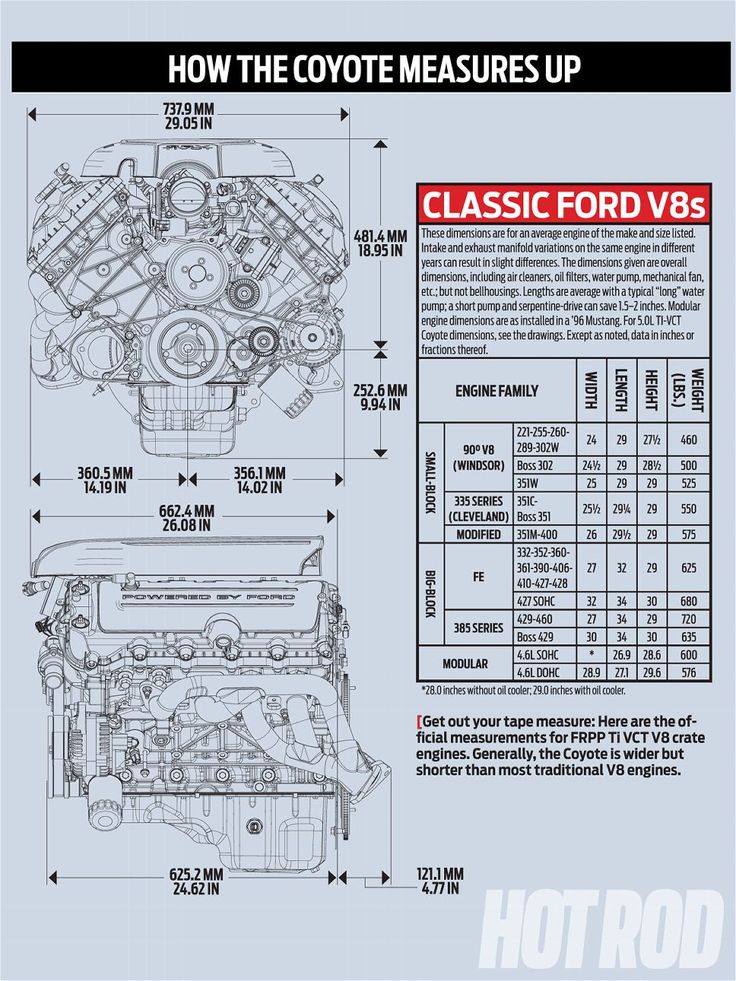 HOW THE COYOTE MEASURES UP
737.9 MM
29.05 IN
481.4 MM
18.95 IN
252.6 MM
9.94 IN
360.5 MM
14.19 IN
356.1 MM
14.02 IN
662.4 MM
26.08 IN
POWERED BY FORD
625.2 MM
24.62 IN
121.1 MM
4.77 IN
CLASSIC FORD V8s
These dimensions are for an average engine of the make and size listed.
Intake and exhaust manifold variations on the same engine in different
years can result in slight differences. The dimensions given are overall
dimensions, including air cleaners, oil filters, water pump, mechanical fan,
etc.; but not bellhousings. Lengths are average with a typical “long” water
pump; a short pump and serpentine-drive can save 1.5–2 inches. Modular
engine dimensions are as installed in a ’96 Mustang. For 5.0L TI-VCT
Coyote dimensions, see the drawings. Except as noted, data in inches or
fractions thereof.
ENGINE FAMILY WIDTH LENGTH HEIGHT WEIGHT (LBS.)
SMALL-BLOCK
90º V8
(WINDSOR)
221-255-260-
289-302W 24 29 27½ 460
Boss 302 24½ 29 28½ 500
351W 25 29 29 525
335 SERIES
(CLEVELAND)
351C-
Boss 351 25½ 29¼ 29 550
MODIFIED 351M-400 26 29½ 29 575
BIG-BLOCK
FE
332-352-360-
361-390-406-
410-427-428 27 32 29 625
427 SOHC 32 34 30 680
385 SERIES
429-460 27 34 29 720
Boss 429 30 34 30 635
MODULAR
4.6L SOHC * 26.9 28.6 600
4.6L DOHC 28.9 27.1 29.6 576
*28.0 inches without oil cooler; 29.0 inches with oil cooler.
[Get out your tape measure: Here are the of-
ficial measurements for FRPP Ti VCT V8 crate
engines. Generally, the Coyote is wider but
shorter than most traditional V8 engines.
HOT ROD